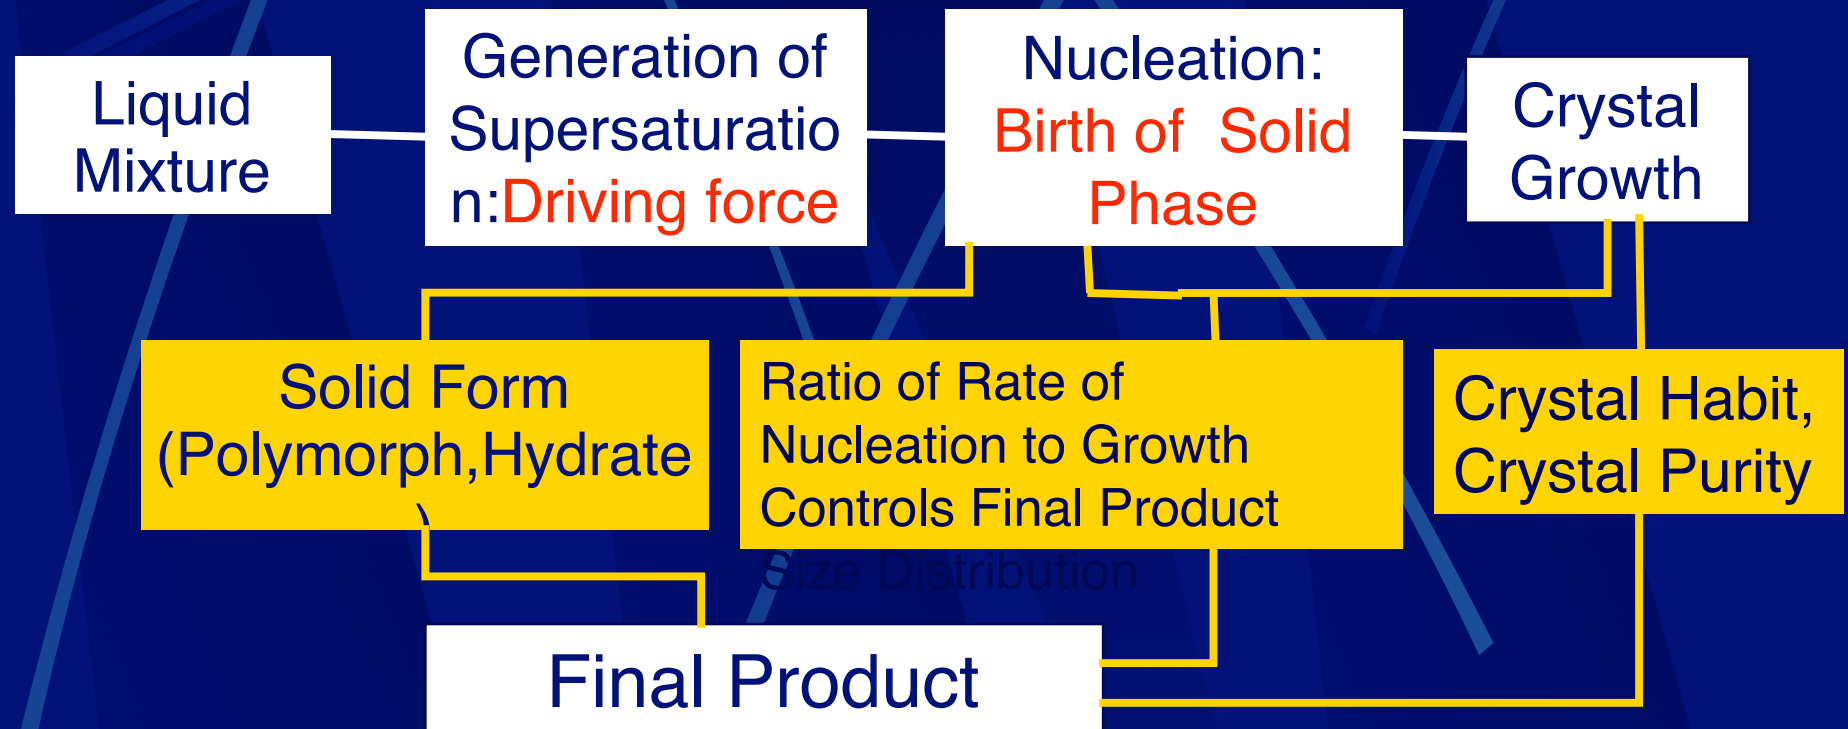 Liquid
Mixture
Generation of
Supersaturatio
n:Driving force
Nucleation:
Birth of  Solid
Phase
Crystal
Growth
Solid Form
(Polymorph,Hydrate
)
Ratio of Rate of
Nucleation to Growth
Controls Final Product
Size Distribution
Crystal Habit,
Crystal Purity
Final Product